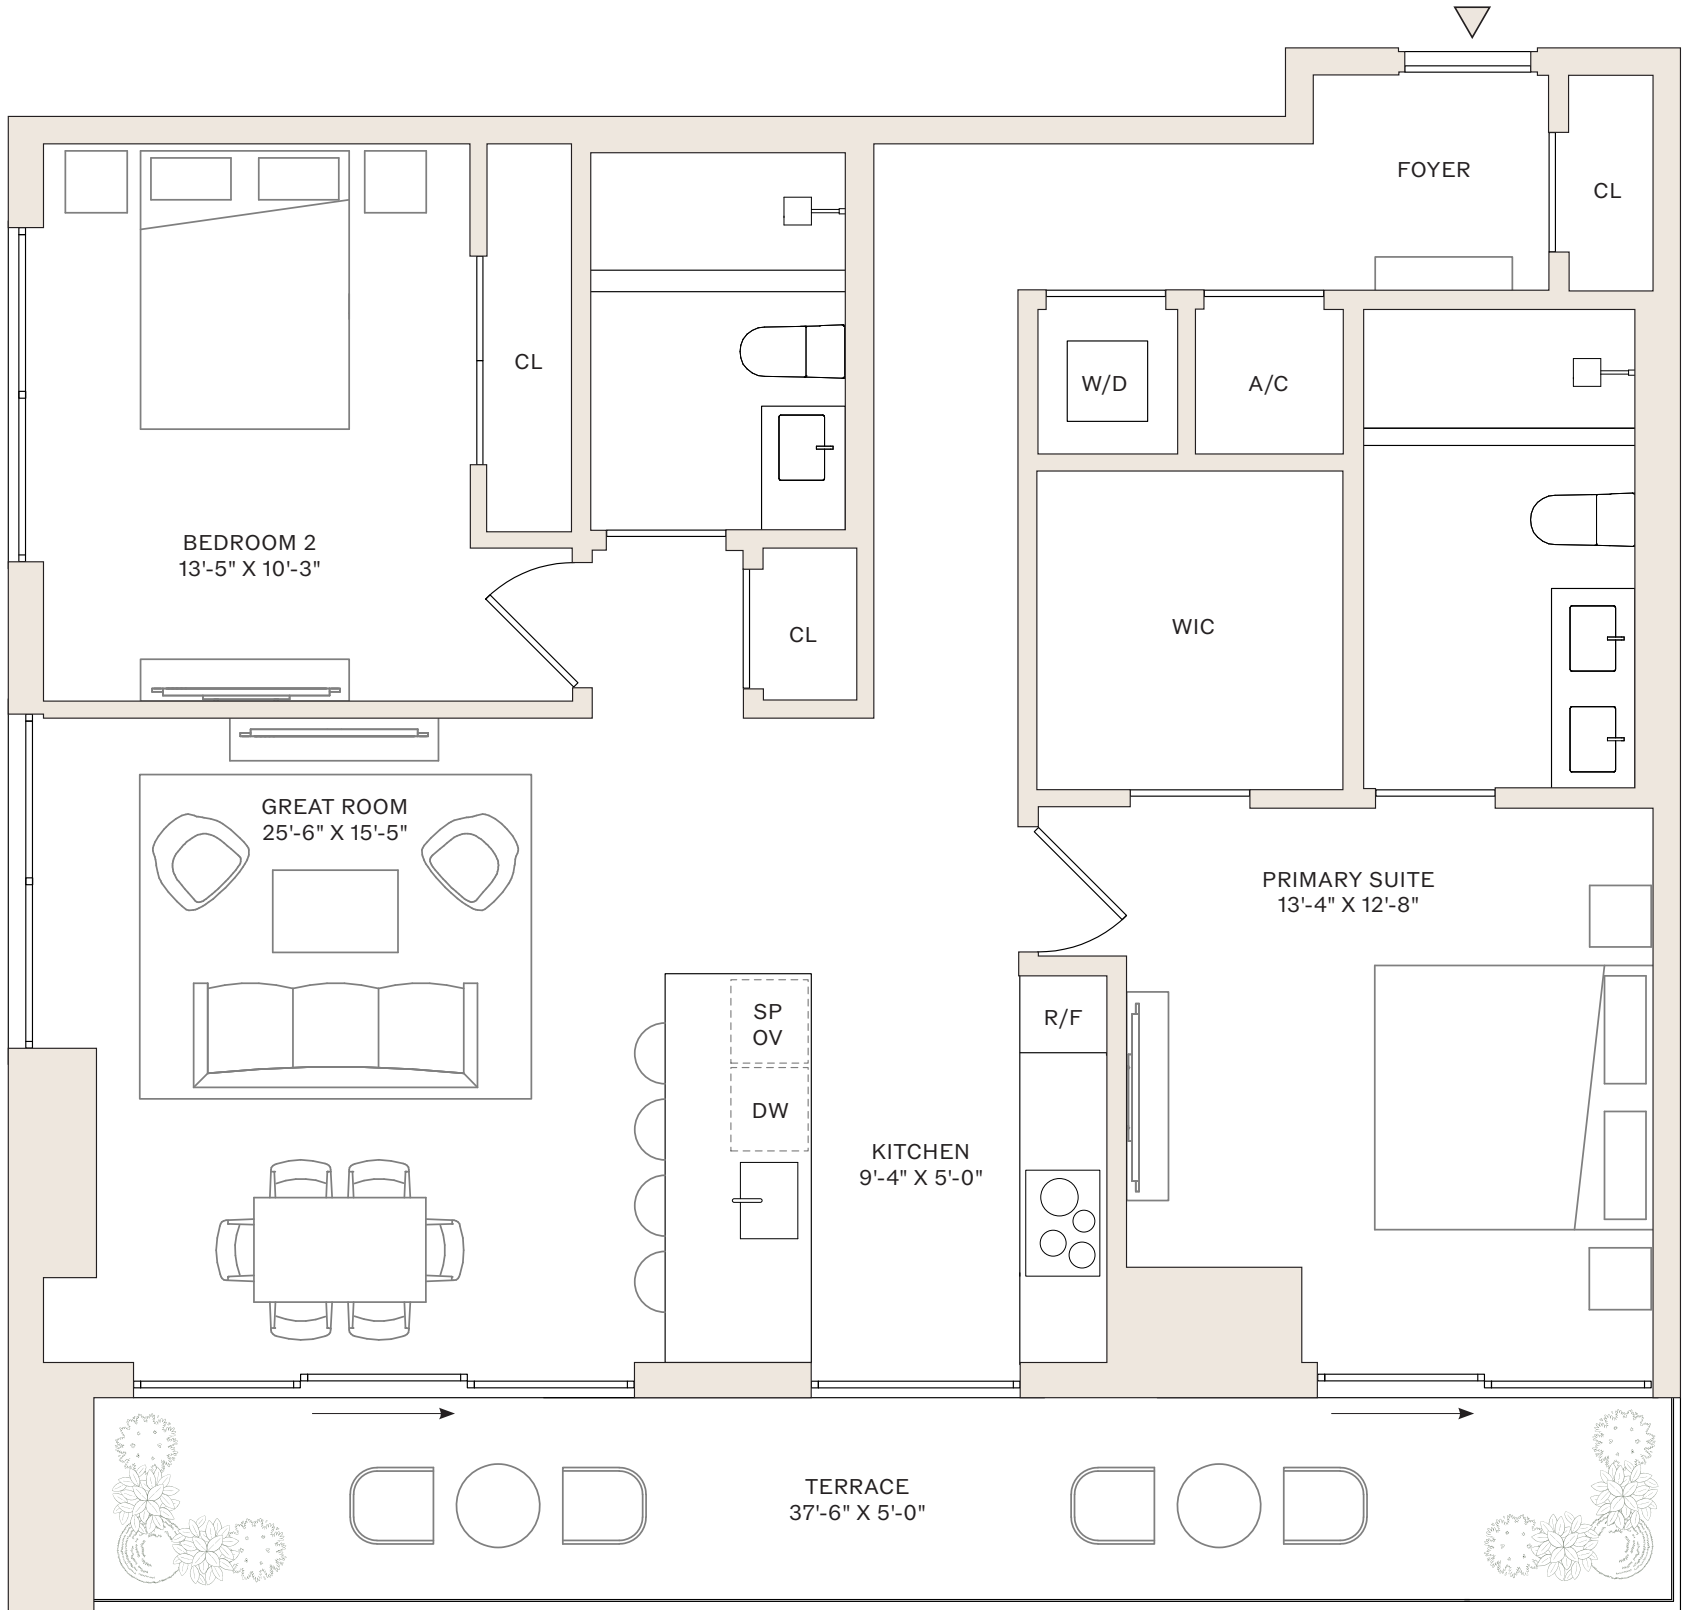 FOYER
CL
CL
W/D
A/C
BEDROOM 2
13'-5" X 10'-3"
CL
WIC
GREAT ROOM
25'-6" X 15'-5"
PRIMARY SUITE
13'-4" X 12'-8"
SP
OV
R/F
DW
KITCHEN
9'-4" X 5'-0"
TERRACE
37'-6" X 5'-0"